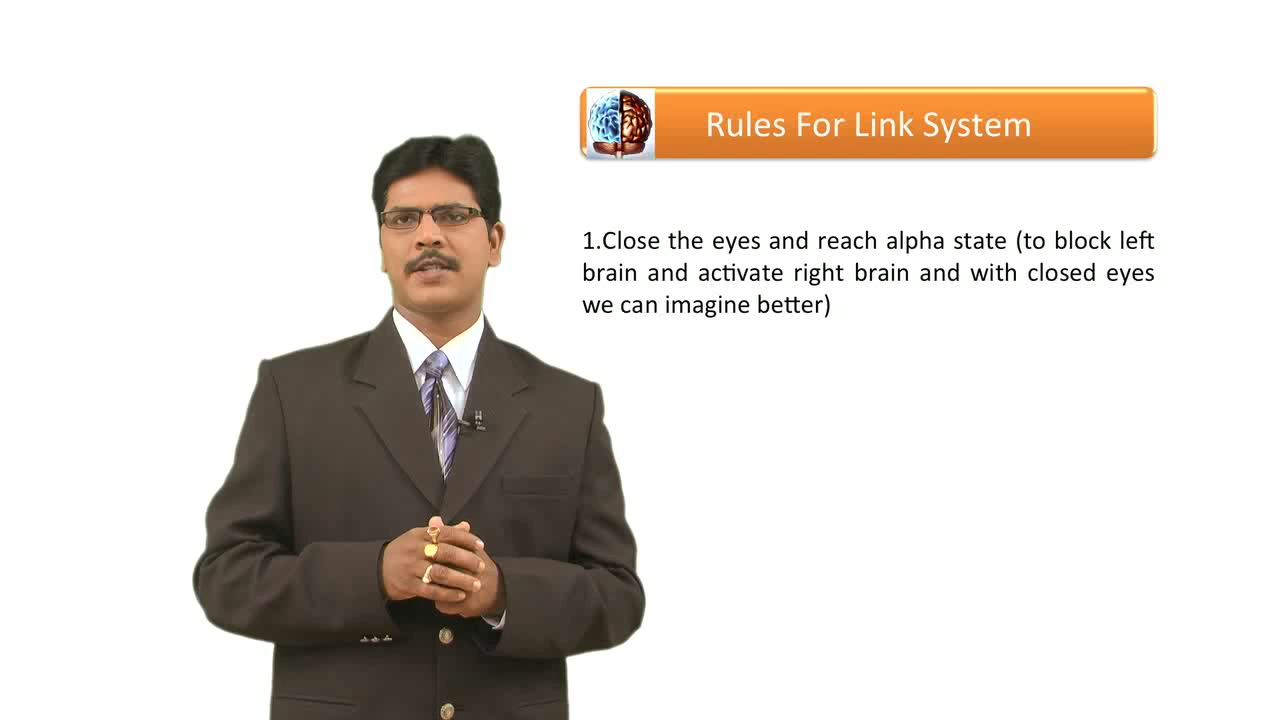 Rules For Link System
1.Close the eyes and reach alpha state (to block left
brain and activate right brain and with closed eyes
we can imagine better)